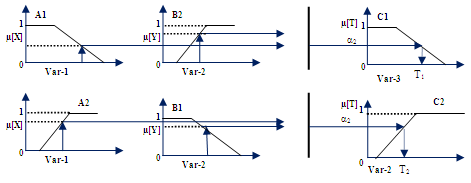 A1 B2 C1
1 1 μ[T] 1
μ[X] μ[Y] α₂
0 0 0
Var-1 Var-2 Var-3 T₁
A2 B1 μ[T] C2
1 1 1
μ[X] μ[Y] α₂
0 0 0
Var-1 Var-2 Var-2 T₂